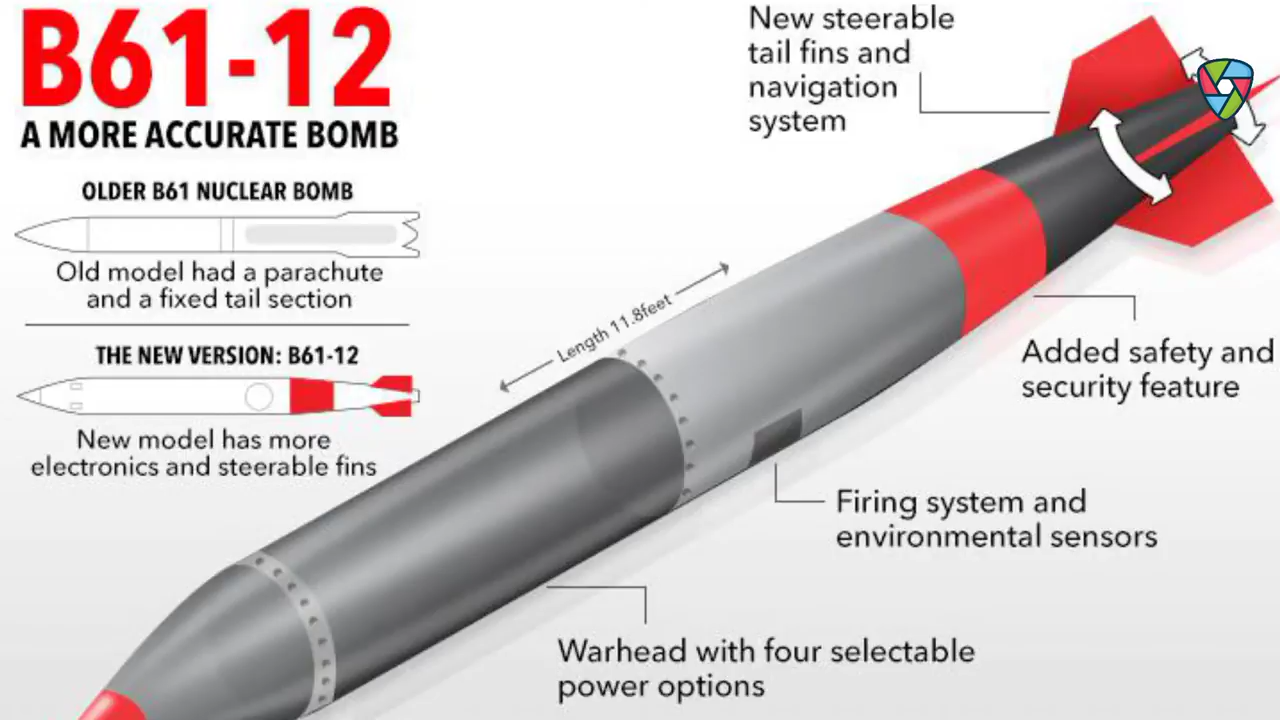 B61-12
A MORE ACCURATE BOMB
OLDER B61 NUCLEAR BOMB
Old model had a parachute
and a fixed tail section
THE NEW VERSION: B61-12
New model has more
electronics and steerable fins
New steerable
tail fins and
navigation
system
Length 11.8feet
Added safety and
security feature
Firing system and
environmental sensors
Warhead with four selectable
power options